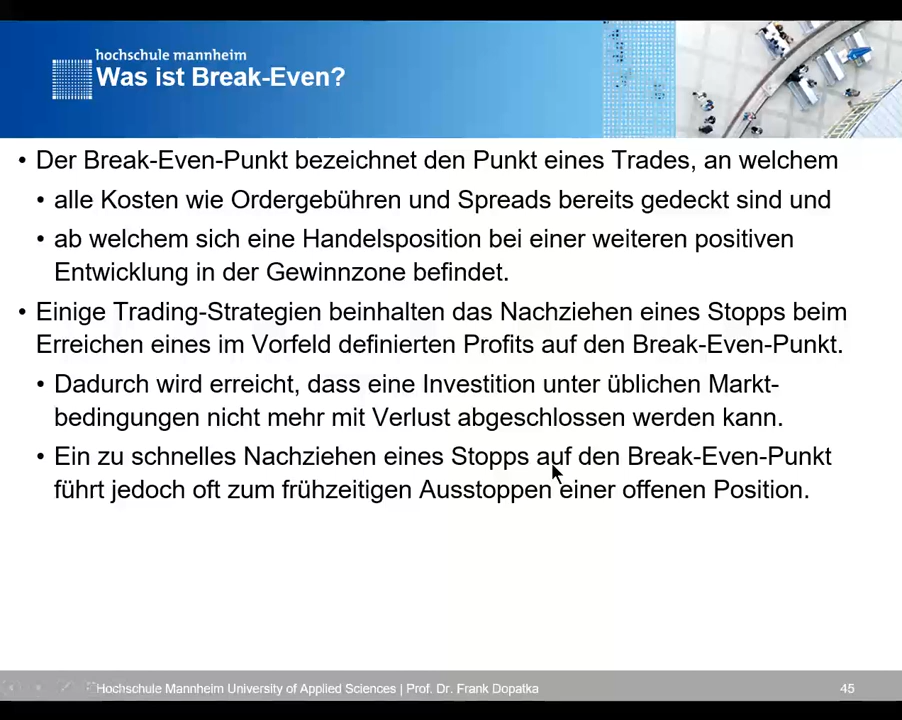 hochschule mannheim
Was ist Break-Even?
• Der Break-Even-Punkt bezeichnet den Punkt eines Trades, an welchem
• alle Kosten wie Ordergebühren und Spreads bereits gedeckt sind und
• ab welchem sich eine Handelsposition bei einer weiteren positiven
Entwicklung in der Gewinnzone befindet.
• Einige Trading-Strategien beinhalten das Nachziehen eines Stopps beim
Erreichen eines im Vorfeld definierten Profits auf den Break-Even-Punkt.
• Dadurch wird erreicht, dass eine Investition unter üblichen Markt-
bedingungen nicht mehr mit Verlust abgeschlossen werden kann.
• Ein zu schnelles Nachziehen eines Stopps auf den Break-Even-Punkt
führt jedoch oft zum frühzeitigen Ausstoppen einer offenen Position.
Hochschule Mannheim University of Applied Sciences | Prof. Dr. Frank Dopatka
45